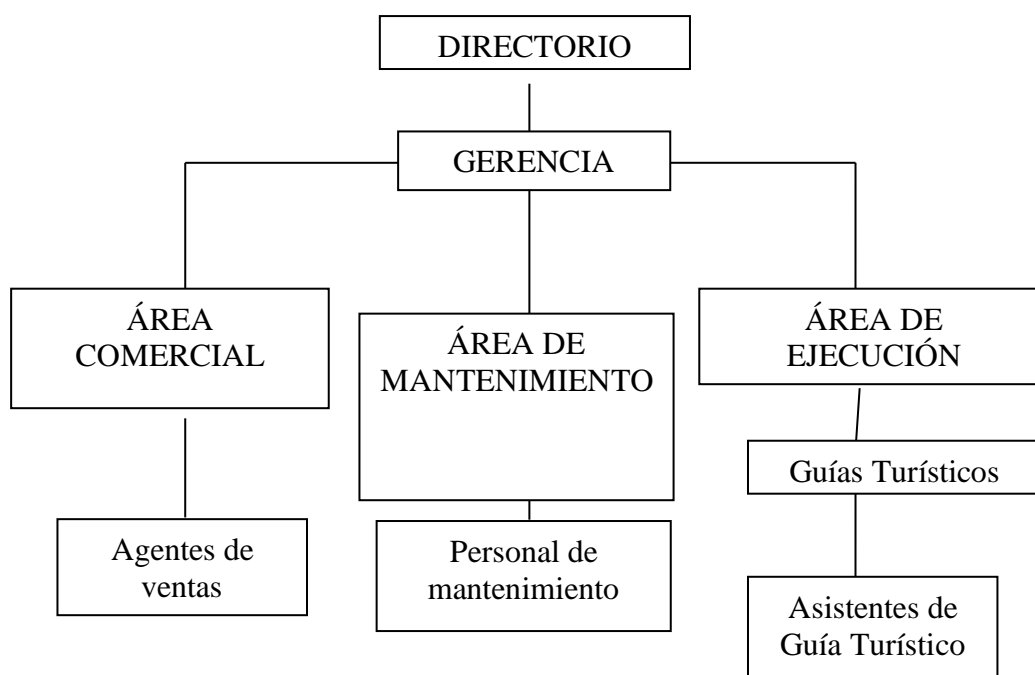 DIRECTORIO
GERENCIA
ÁREA
COMERCIAL
ÁREA DE
MANTENIMIENTO
ÁREA DE
EJECUCIÓN
Guías Turísticos
Agentes de
ventas
Personal de
mantenimiento
Asistentes de
Guía Turístico